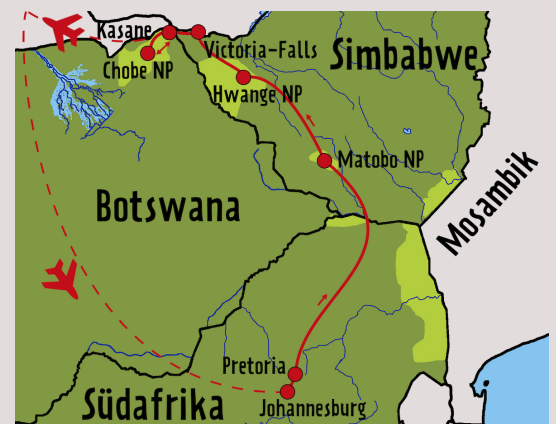 Kasane
Victoria-Falls
Simbabwe
Chobe NP
Hwange NP
Matobo NP
Botswana
Mosambik
Pretoria
Südafrika
Johannesburg